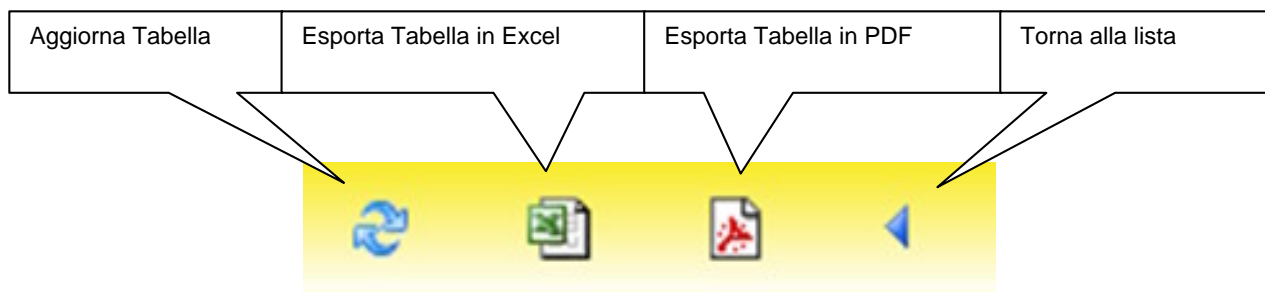 Aggiorna Tabella
Esporta Tabella in Excel
Esporta Tabella in PDF
Torna alla lista